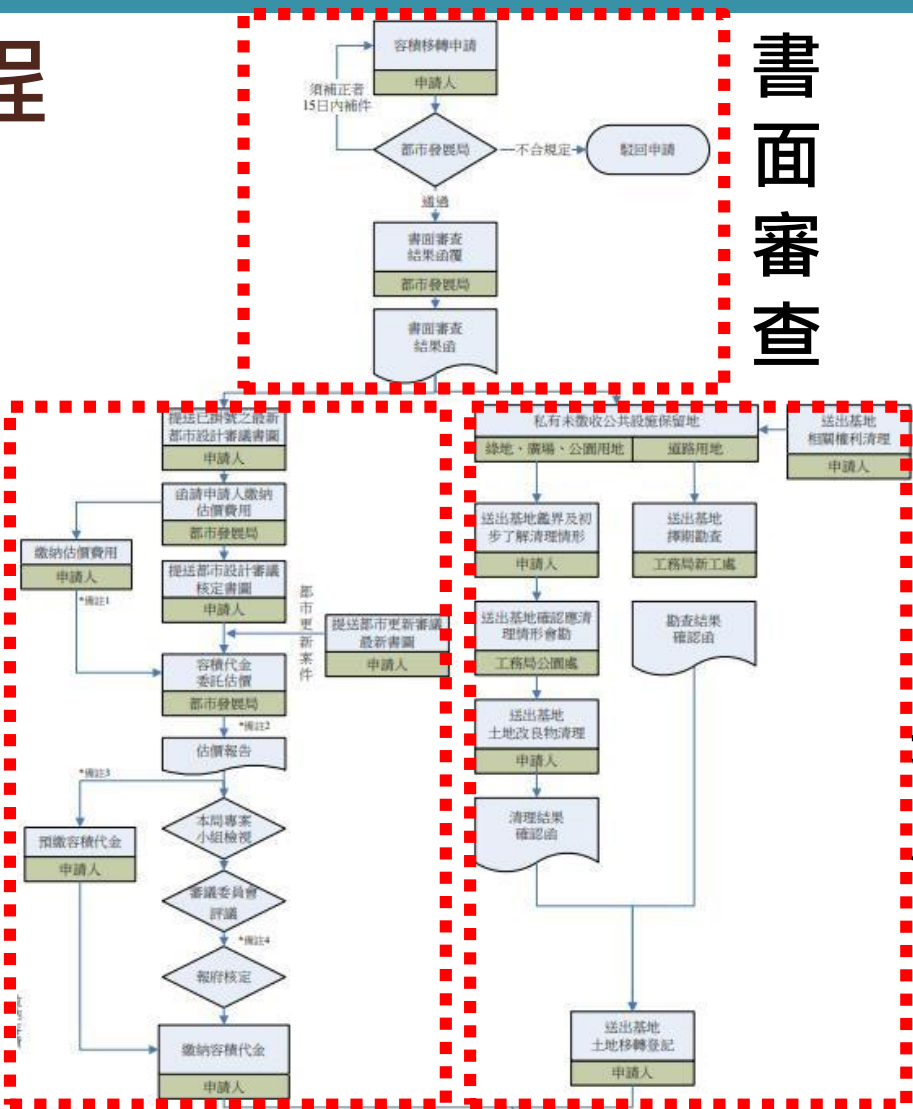 程
書
面
審
查
容積移轉申請
申請人
須補正者
15日內補件
都市發展局
不合規定
駁回申請
通過
書面審查
結果函覆
都市發展局
書面審查
結果函
提送已掛號之最新
都市設計審議書圖
申請人
函請申請人繳納
估價費用
都市發展局
繳納估價費用
申請人
*備註1
提送都市設計審議
核定書圖
申請人
都市更新案件
提送都市更新審議
最新書圖
申請人
容積代金
委託估價
都市發展局
*備註2
估價報告
*備註3
本局專案
小組檢視
預繳容積代金
申請人
審議委員會
評議
*備註4
報府核定
繳納容積代金
申請人
私有未徵收公共設施保留地
綠地、廣場、公園用地
道路用地
送出基地
相關權利清理
申請人
送出基地鑑界及初
步了解清理情形
申請人
送出基地
擇期勘查
工務局新工處
送出基地確認應清
理情形會勘
工務局公園處
勘查結果
確認函
送出基地
土地改良物清理
申請人
清理結果
確認函
送出基地
土地移轉登記
申請人